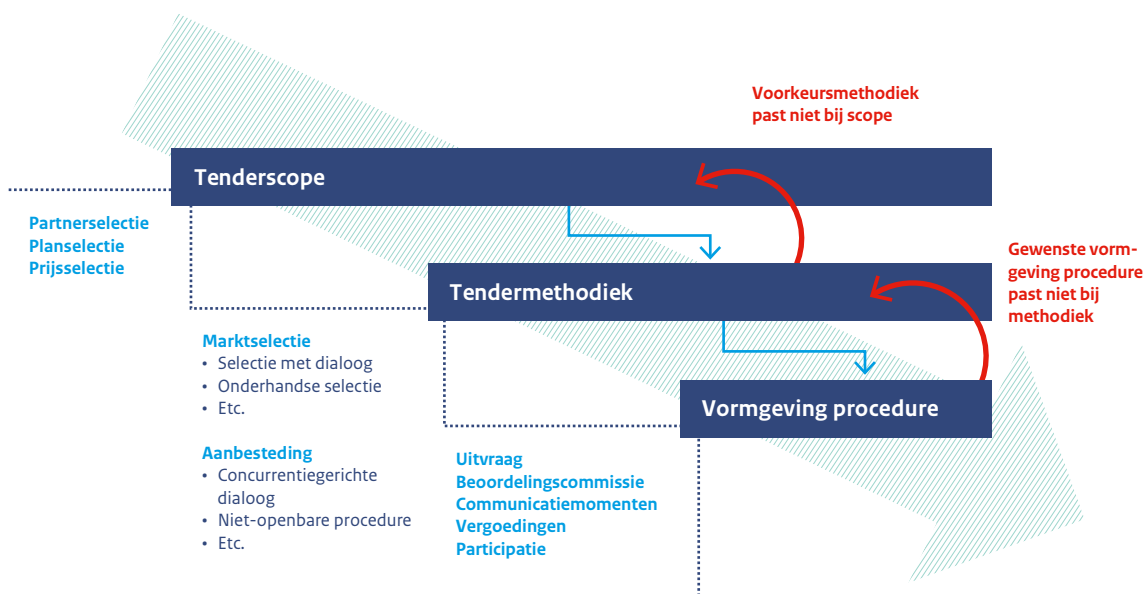 Voorkeursmethodiek
past niet bij scope
Tenderscope
Partnerselectie
Planselectie
Prijsselectie
Gewenste vorm-
geving procedure
past niet bij
methodiek
Tendermethodiek
Marktselectie
• Selectie met dialoog
• Onderhandse selectie
• Etc.
Aanbesteding
• Concurrentiegerichte
dialoog
• Niet-openbare procedure
• Etc.
Vormgeving procedure
Uitvraag
Beoordelingscommissie
Communicatiemomenten
Vergoedingen
Participatie